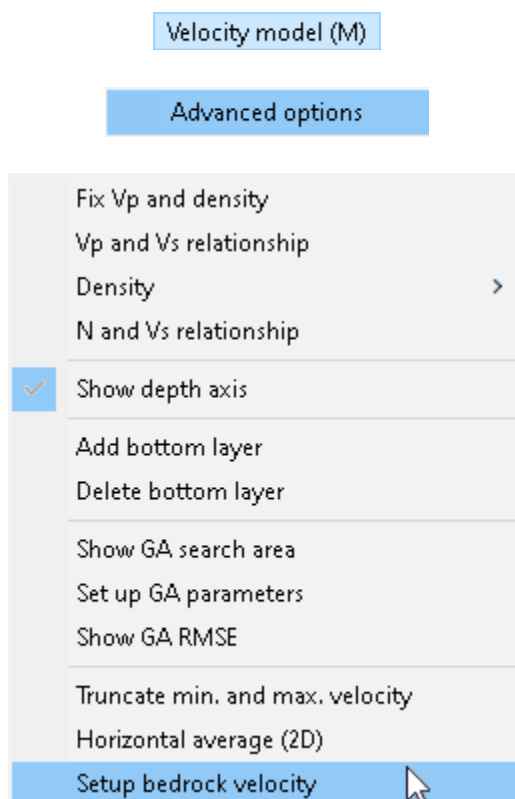 Velocity model (M)
Advanced options
Fix Vp and density
Vp and Vs relationship
Density
N and Vs relationship
Show depth axis
Add bottom layer
Delete bottom layer
Show GA search area
Set up GA parameters
Show GA RMSE
Truncate min. and max. velocity
Horizontal average (2D)
Setup bedrock velocity